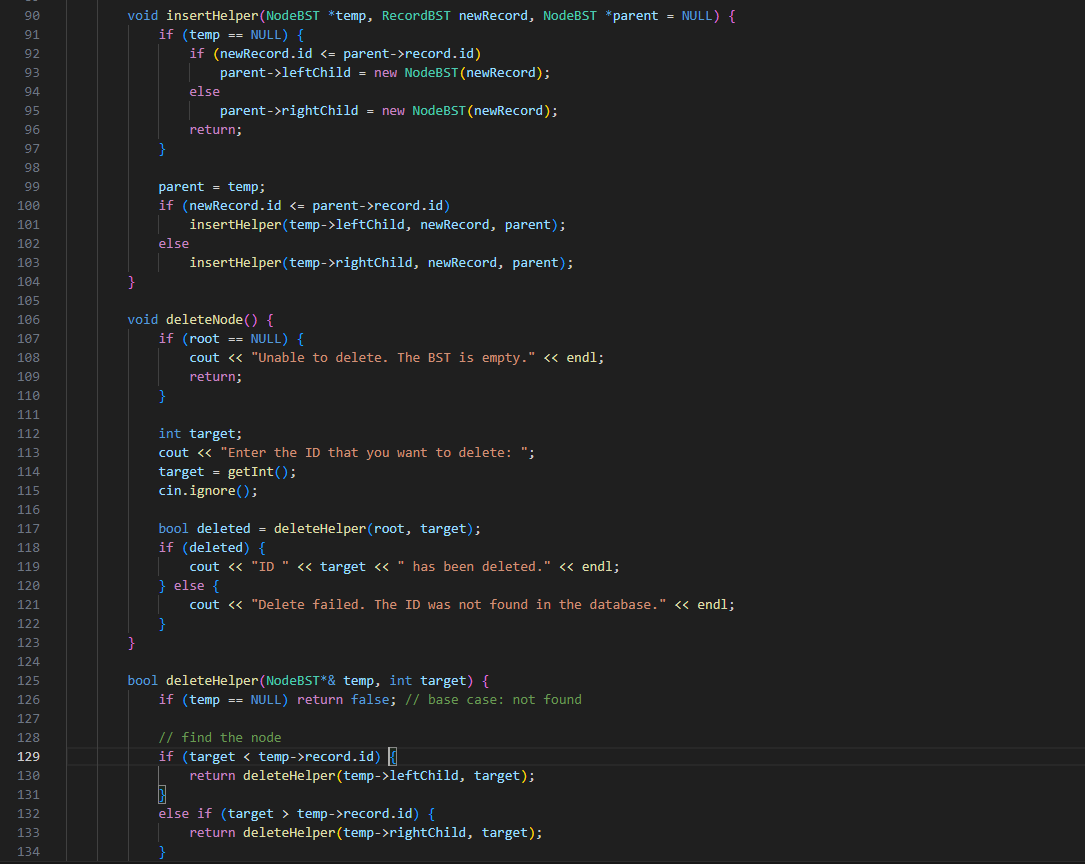 90 void insertHelper(NodeBST *temp, RecordBST newRecord, NodeBST *parent = NULL) {
91 if (temp == NULL) {
92 if (newRecord.id <= parent->record.id)
93 parent->leftChild = new NodeBST(newRecord);
94 else
95 parent->rightChild = new NodeBST(newRecord);
96 return;
97 }
98
99 parent = temp;
100 if (newRecord.id <= parent->record.id)
101 insertHelper(temp->leftChild, newRecord, parent);
102 else
103 insertHelper(temp->rightChild, newRecord, parent);
104 }
105
106 void deleteNode() {
107 if (root == NULL) {
108 cout << "Unable to delete. The BST is empty." << endl;
109 return;
110 }
111
112 int target;
113 cout << "Enter the ID that you want to delete: ";
114 target = getInt();
115 cin.ignore();
116
117 bool deleted = deleteHelper(root, target);
118 if (deleted) {
119 cout << "ID " << target << " has been deleted." << endl;
120 } else {
121 cout << "Delete failed. The ID was not found in the database." << endl;
122 }
123 }
124
125 bool deleteHelper(NodeBST*& temp, int target) {
126 if (temp == NULL) return false; // base case: not found
127
128 // find the node
129 if (target < temp->record.id) {
130 return deleteHelper(temp->leftChild, target);
131 }
132 else if (target > temp->record.id) {
133 return deleteHelper(temp->rightChild, target);
134 }